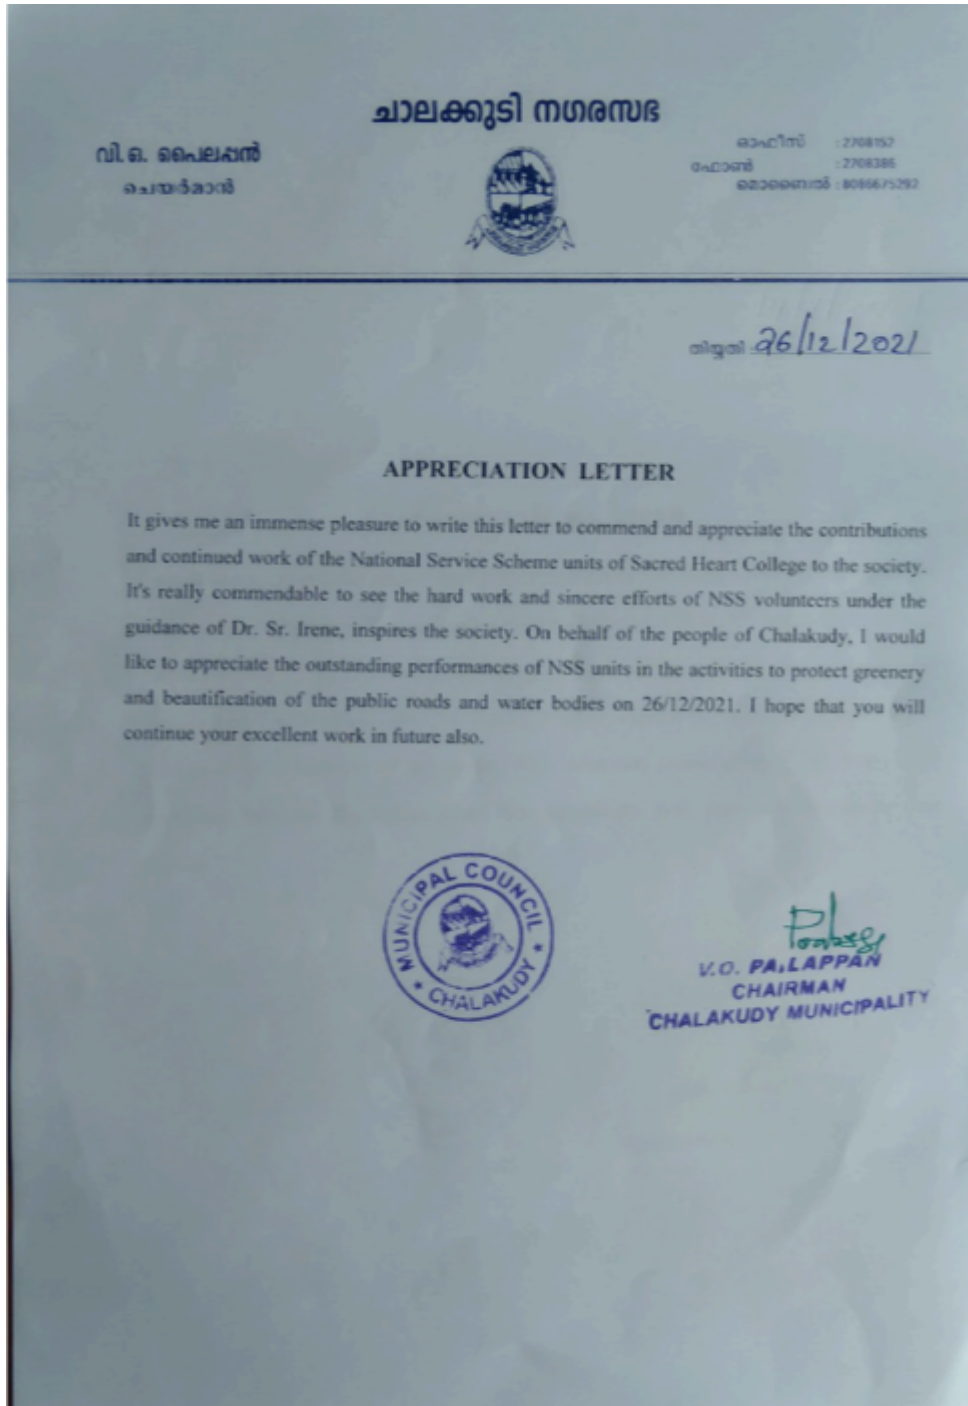 ചാലക്കുടി നഗരസഭ
വി.ഒ. പൈലപ്പൻ
ചെയർമാൻ
ഓഫീസ് : 2708157
ഫോൺ : 2708386
മൊബൈൽ : 8086675292
തിയ്യതി 26/12/2021
APPRECIATION LETTER
It gives me an immense pleasure to write this letter to commend and appreciate the contributions
and continued work of the National Service Scheme units of Sacred Heart College to the society.
It's really commendable to see the hard work and sincere efforts of NSS volunteers under the
guidance of Dr. Sr. Irene, inspires the society. On behalf of the people of Chalakudy, I would
like to appreciate the outstanding performances of NSS units in the activities to protect greenery
and beautification of the public roads and water bodies on 26/12/2021. I hope that you will
continue your excellent work in future also.
MUNICIPAL COUNCIL
CHALAKUDY
V.O. PAILAPPAN
CHAIRMAN
CHALAKUDY MUNICIPALITY